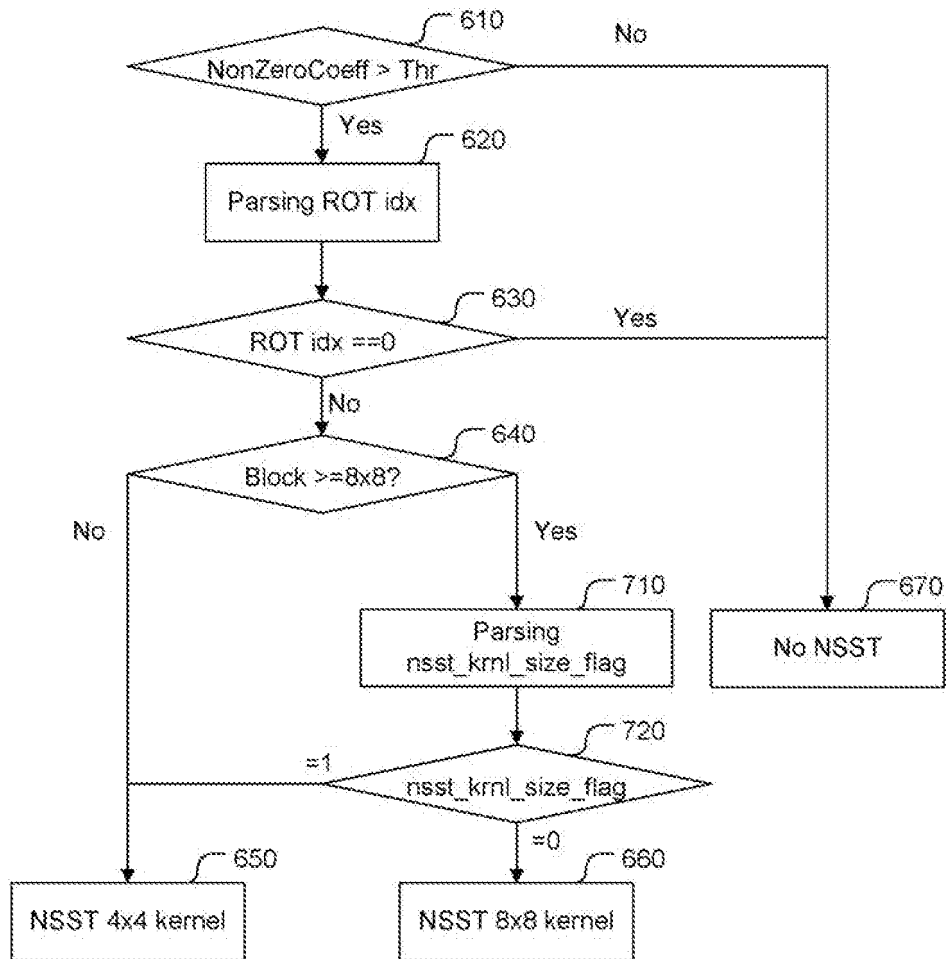 610
No
NonZeroCoeff > Thr
Yes
620
Parsing ROT idx
630
Yes
ROT idx ==0
No
640
Block >=8x8?
No
Yes
710
670
Parsing
nsst_krnl_size_flag
No NSST
720
=1
nsst_krnl_size_flag
=0
650
660
NSST 4x4 kernel
NSST 8x8 kernel